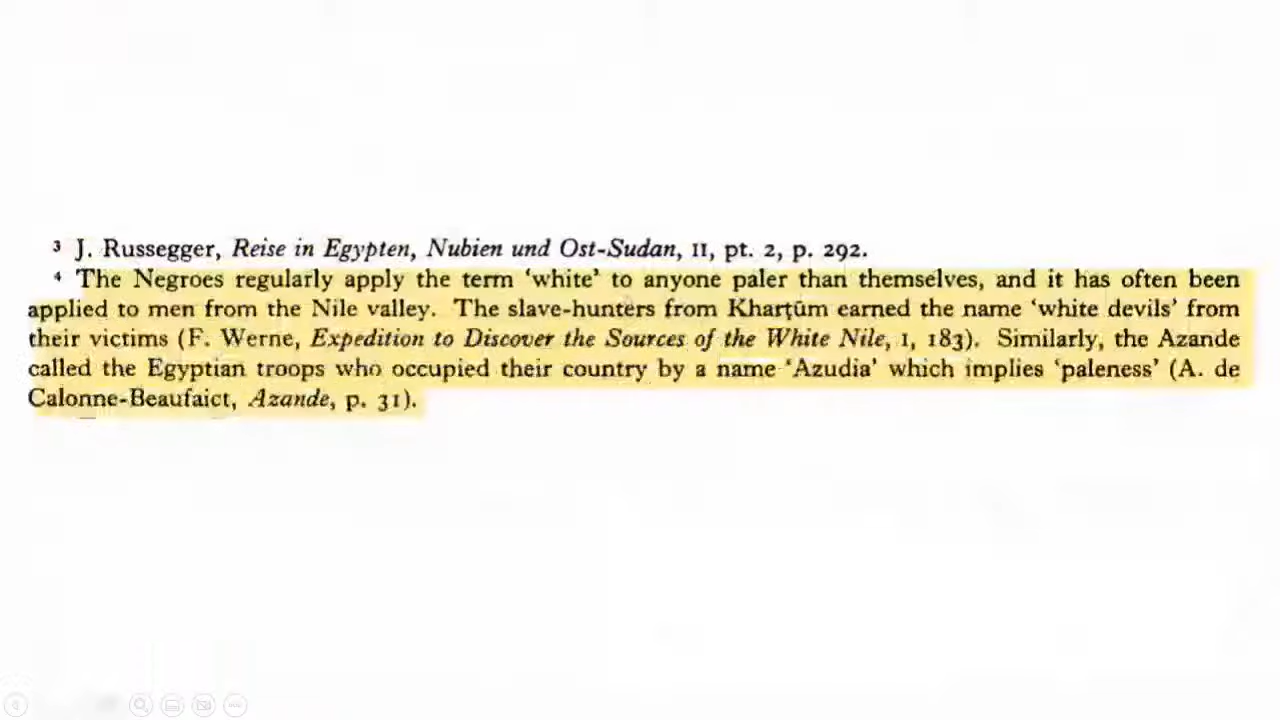 ³ J. Russegger, Reise in Egypten, Nubien und Ost-Sudan, II, pt. 2, p. 292.
⁴ The Negroes regularly apply the term ‘white’ to anyone paler than themselves, and it has often been
applied to men from the Nile valley. The slave-hunters from Kharṭūm earned the name ‘white devils’ from
their victims (F. Werne, Expedition to Discover the Sources of the White Nile, I, 183). Similarly, the Azande
called the Egyptian troops who occupied their country by a name ‘Azudia’ which implies ‘paleness’ (A. de
Calonne-Beaufaict, Azande, p. 31).